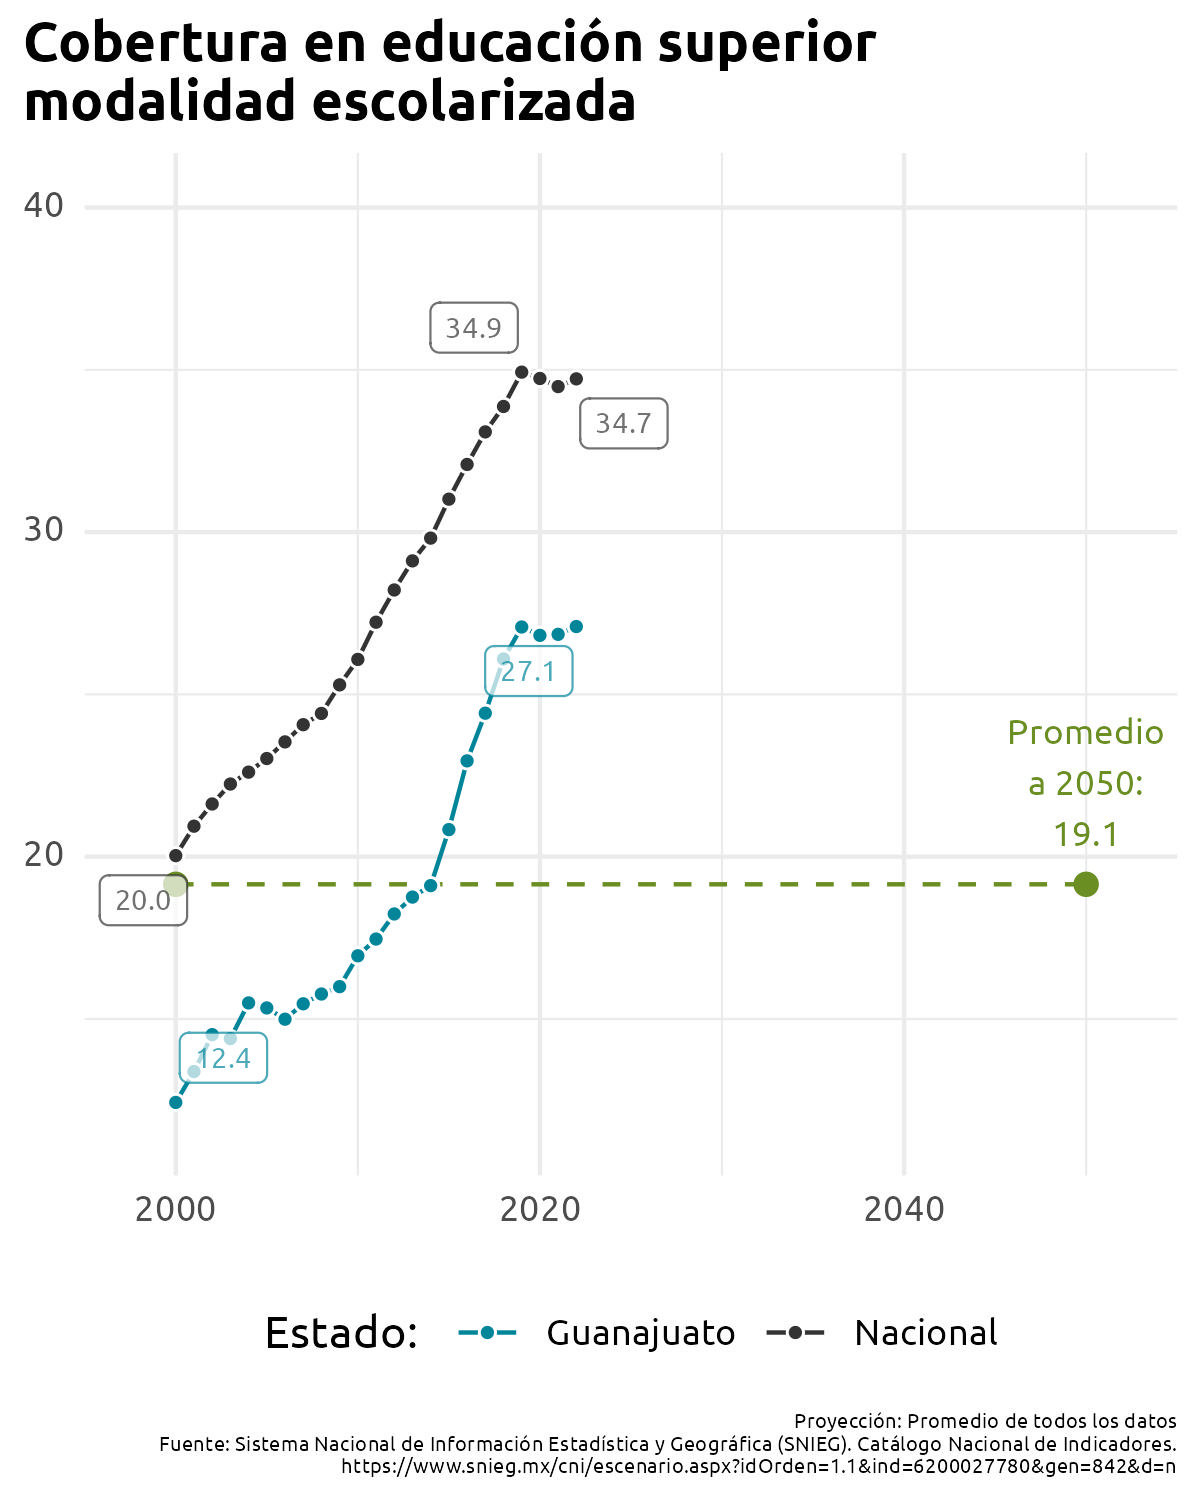 Cobertura en educación superior
modalidad escolarizada
40
30
20
34.9
34.7
27.1
20.0
12.4
Promedio
a 2050:
19.1
2000
2020
2040
Estado:
Guanajuato
Nacional
Proyección: Promedio de todos los datos
Fuente: Sistema Nacional de Información Estadística y Geográfica (SNIEG). Catálogo Nacional de Indicadores.
https://www.snieg.mx/cni/escenario.aspx?idOrden=1.1&ind=6200027780&gen=842&d=n